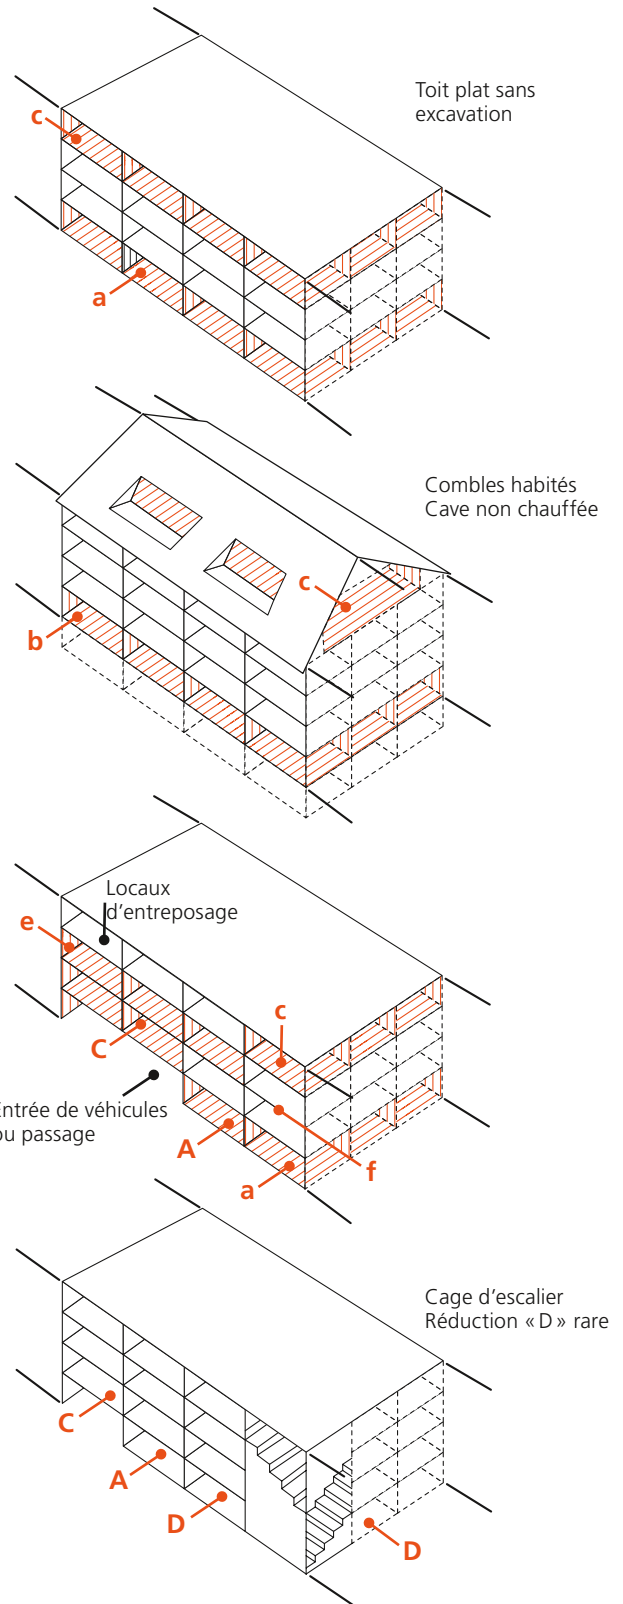 Toit plat sans
excavation
c
a
Combles habités
Cave non chauffée
c
b
Locaux
d’entreposage
e
c
C
Entrée de véhicules
ou passage
A
a
f
Cage d’escalier
Réduction « D » rare
C
A
D
D